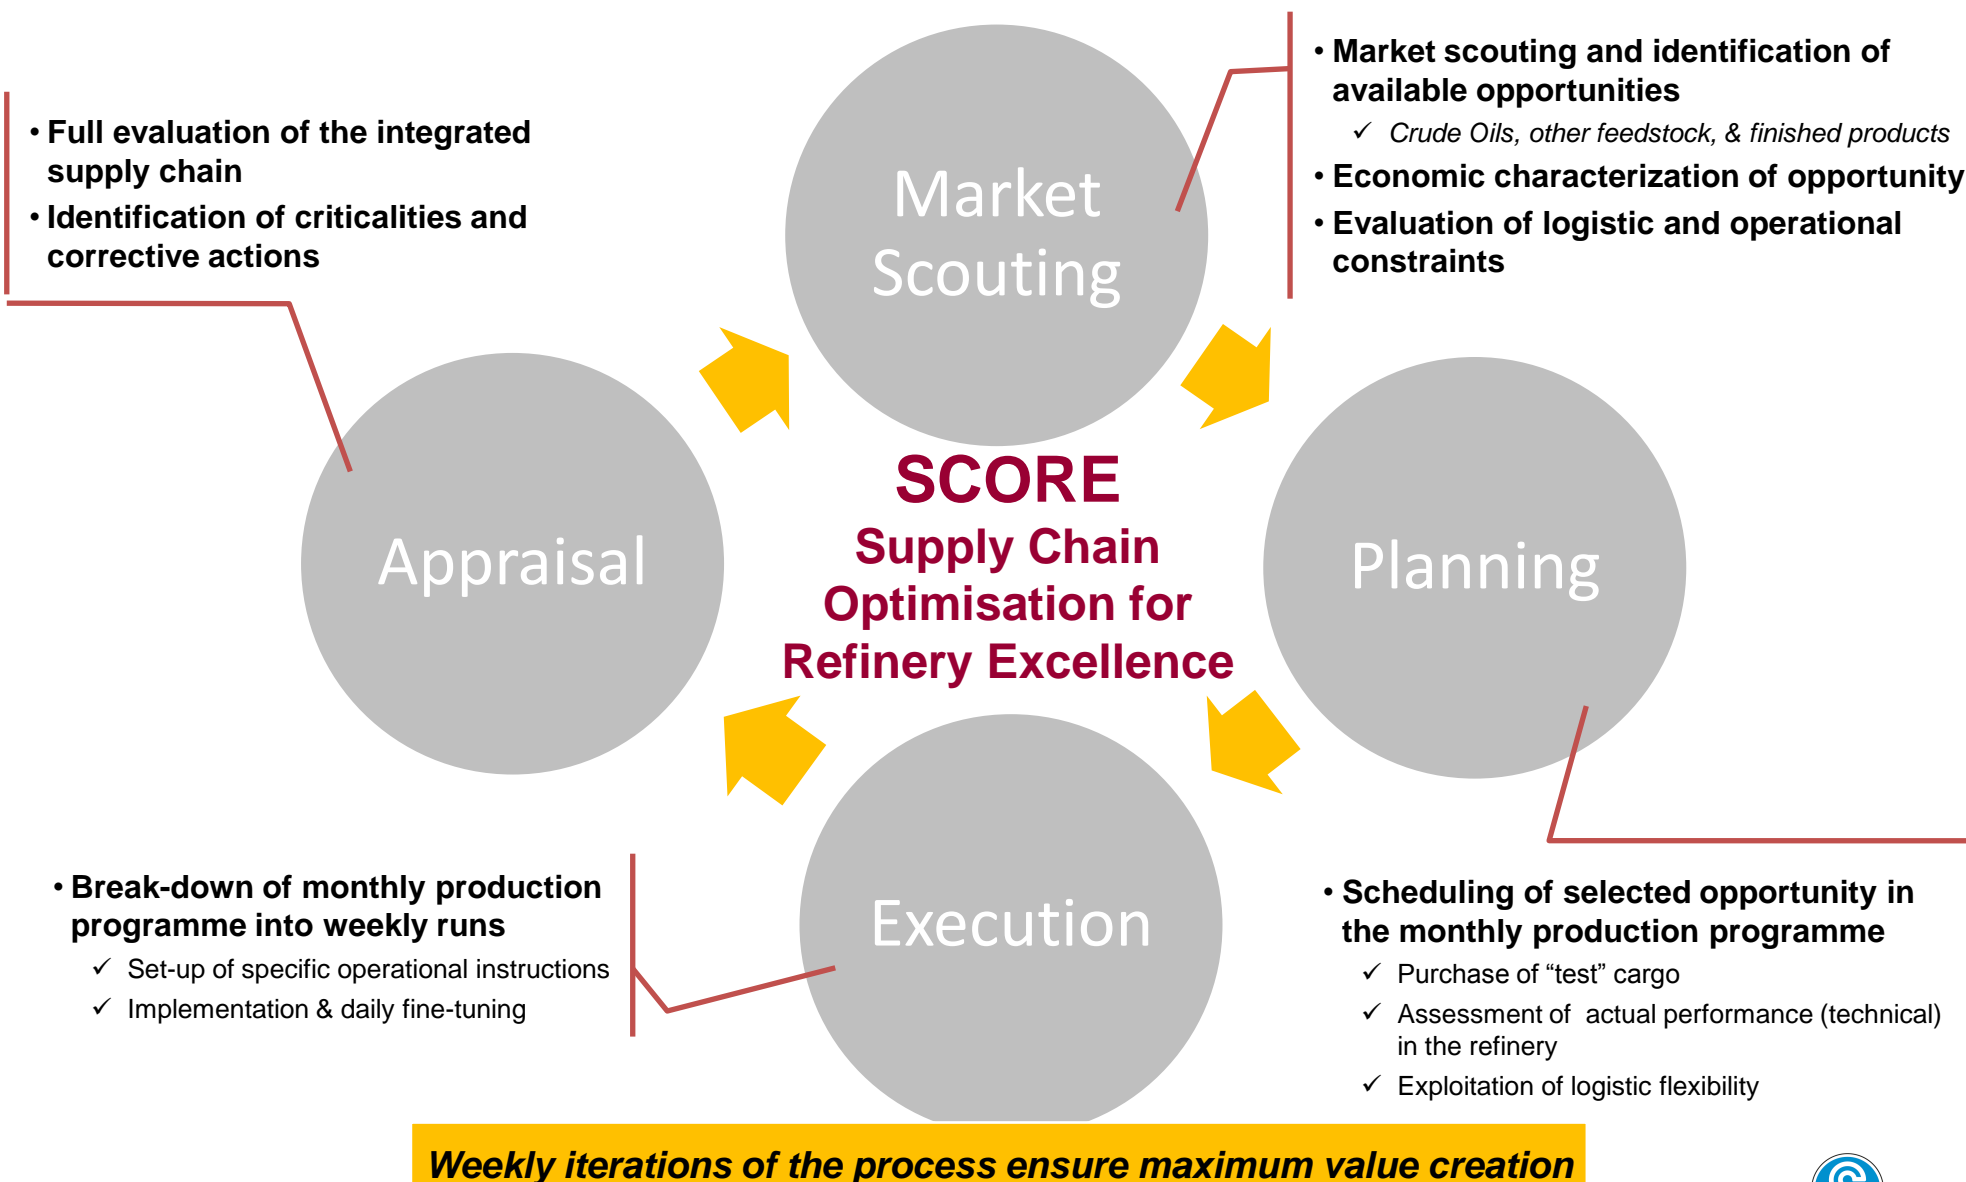 • Market scouting and identification of
available opportunities
✓ Crude Oils, other feedstock, & finished products
• Economic characterization of opportunity
• Evaluation of logistic and operational
constraints
• Full evaluation of the integrated
supply chain
• Identification of criticalities and
corrective actions
Market
Scouting
SCORE
Supply Chain
Optimisation for
Refinery Excellence
Appraisal
Planning
Execution
• Break-down of monthly production
programme into weekly runs
✓ Set-up of specific operational instructions
✓ Implementation & daily fine-tuning
• Scheduling of selected opportunity in
the monthly production programme
✓ Purchase of “test” cargo
✓ Assessment of  actual performance (technical)
in the refinery
✓ Exploitation of logistic flexibility
Weekly iterations of the process ensure maximum value creation